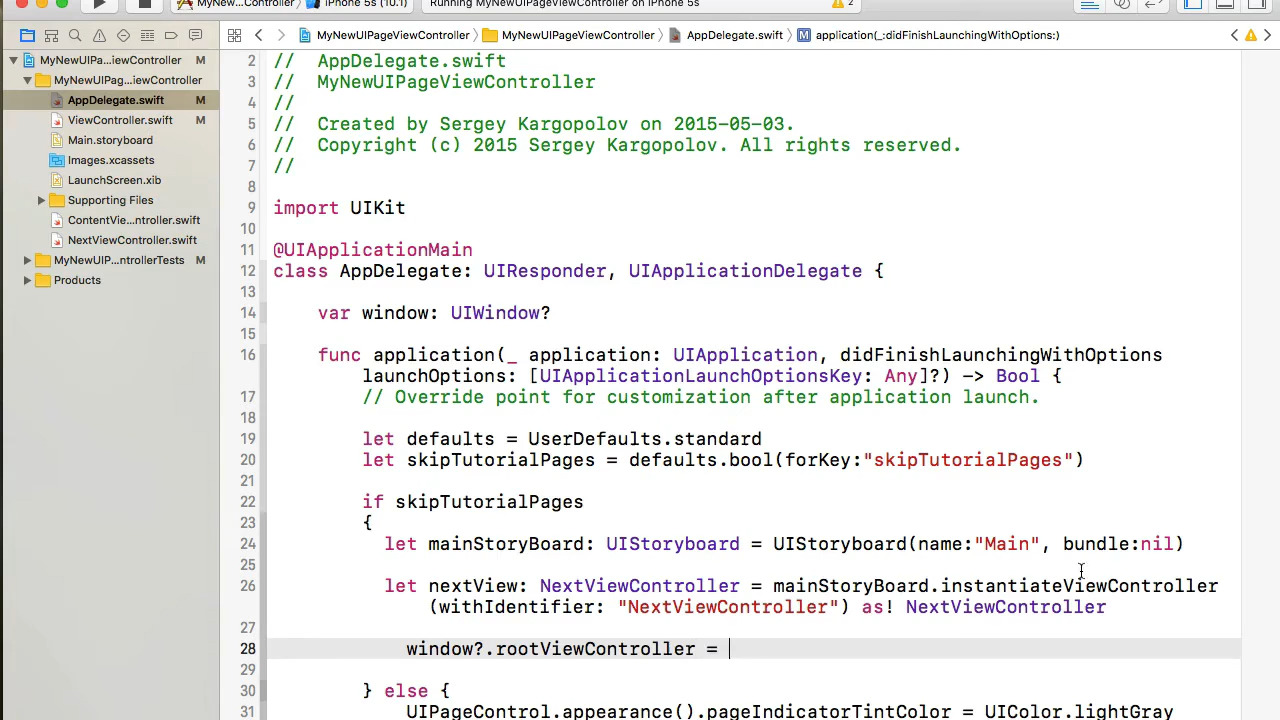 MyNew...Controller iPhone 5s (10.1) Running MyNewUIPageViewController on iPhone 5s 2
MyNewUIPageViewController MyNewUIPageViewController AppDelegate.swift M application(_:didFinishLaunchingWithOptions:)
MyNewUIPa...iewController M
MyNewUIPag...iewController
AppDelegate.swift M
ViewController.swift M
Main.storyboard
Images.xcassets
LaunchScreen.xib
Supporting Files
ContentVie...ntroller.swift
NextViewController.swift
MyNewUIP...ntrollerTests M
Products
2 // AppDelegate.swift
3 // MyNewUIPageViewController
4 //
5 // Created by Sergey Kargopolov on 2015-05-03.
6 // Copyright (c) 2015 Sergey Kargopolov. All rights reserved.
7 //
8
9 import UIKit
10
11 @UIApplicationMain
12 class AppDelegate: UIResponder, UIApplicationDelegate {
13
14 var window: UIWindow?
15
16 func application(_ application: UIApplication, didFinishLaunchingWithOptions
launchOptions: [UIApplicationLaunchOptionsKey: Any]?) -> Bool {
17 // Override point for customization after application launch.
18
19 let defaults = UserDefaults.standard
20 let skipTutorialPages = defaults.bool(forKey:"skipTutorialPages")
21
22 if skipTutorialPages
23 {
24 let mainStoryBoard: UIStoryboard = UIStoryboard(name:"Main", bundle:nil)
25
26 let nextView: NextViewController = mainStoryBoard.instantiateViewController
(withIdentifier: "NextViewController") as! NextViewController
27
28 window?.rootViewController =
29
30 } else {
31 UIPageControl.appearance().pageIndicatorTintColor = UIColor.lightGray